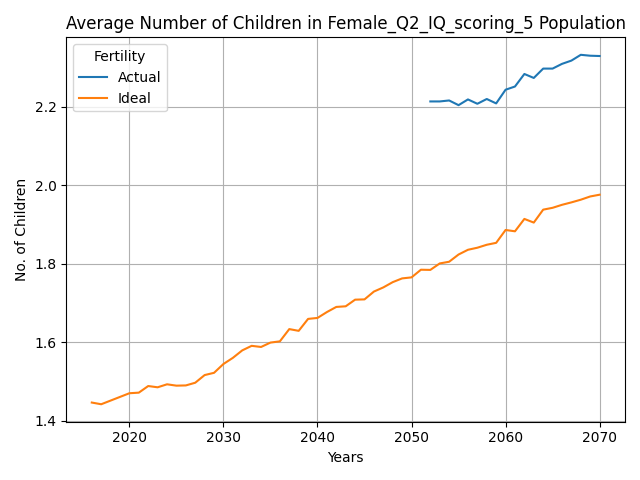 Average Number of Children in Female_Q2_IQ_scoring_5 Population
Fertility
Actual
Ideal
No. of Children
2.2
2.0
1.8
1.6
1.4
2020 2030 2040 2050 2060 2070
Years